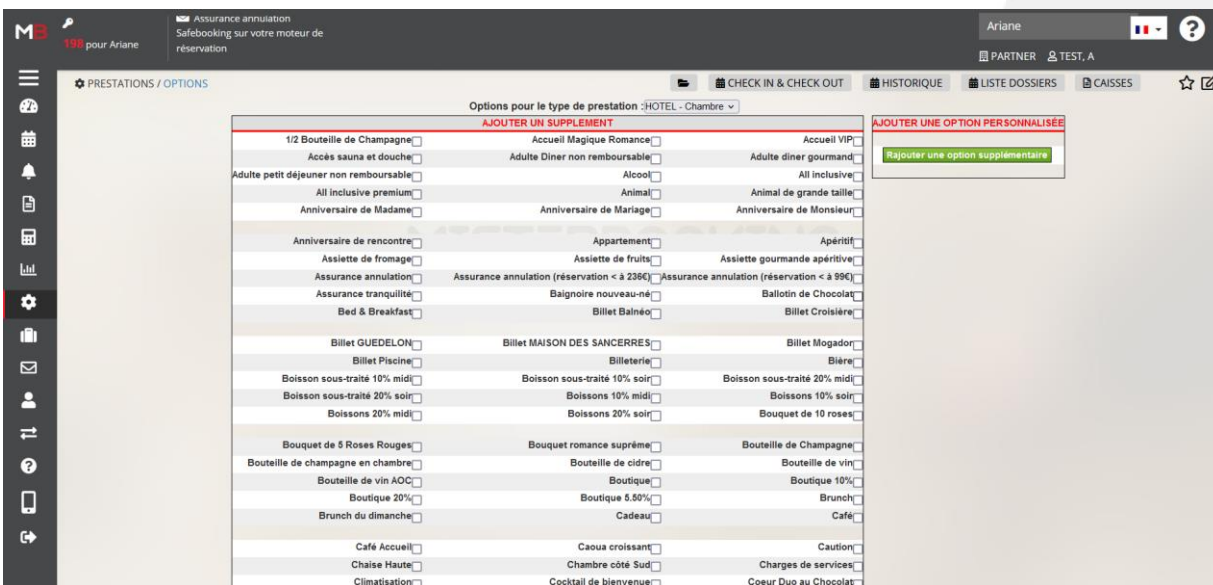 MB
198 pour Ariane
Assurance annulation
Safebooking sur votre moteur de
réservation
Ariane
PARTNER TEST, A
PRESTATIONS / OPTIONS
CHECK IN & CHECK OUT HISTORIQUE LISTE DOSSIERS CAISSES
Options pour le type de prestation : HOTEL - Chambre
AJOUTER UN SUPPLEMENT AJOUTER UNE OPTION PERSONNALISÉE
Rajouter une option supplémentaire
1/2 Bouteille de Champagne Accueil Magique Romance Accueil VIP
Accès sauna et douche Adulte Diner non remboursable Adulte diner gourmand
Adulte petit déjeuner non remboursable Alcool All inclusive
All inclusive premium Animal Animal de grande taille
Anniversaire de Madame Anniversaire de Mariage Anniversaire de Monsieur
Anniversaire de rencontre Appartement Apéritif
Assiette de fromage Assiette de fruits Assiette gourmande apéritive
Assurance annulation Assurance annulation (réservation < à 236€) Assurance annulation (réservation < à 99€)
Assurance tranquilité Baignoire nouveau-né Ballotin de Chocolat
Bed & Breakfast Billet Balnéo Billet Croisière
Billet GUEDELON Billet MAISON DES SANCERRES Billet Mogador
Billet Piscine Billeterie Bière
Boisson sous-traité 10% midi Boisson sous-traité 10% soir Boisson sous-traité 20% midi
Boisson sous-traité 20% soir Boissons 10% midi Boissons 10% soir
Boissons 20% midi Boissons 20% soir Bouquet de 10 roses
Bouquet de 5 Roses Rouges Bouquet romance suprême Bouteille de Champagne
Bouteille de champagne en chambre Bouteille de cidre Bouteille de vin
Bouteille de vin AOC Boutique Boutique 10%
Boutique 20% Boutique 5.50% Brunch
Brunch du dimanche Cadeau Café
Café Accueil Caoua croissant Caution
Chaise Haute Chambre côté Sud Charges de services
Climatisation Cocktail de bienvenue Coeur Duo au Chocolat